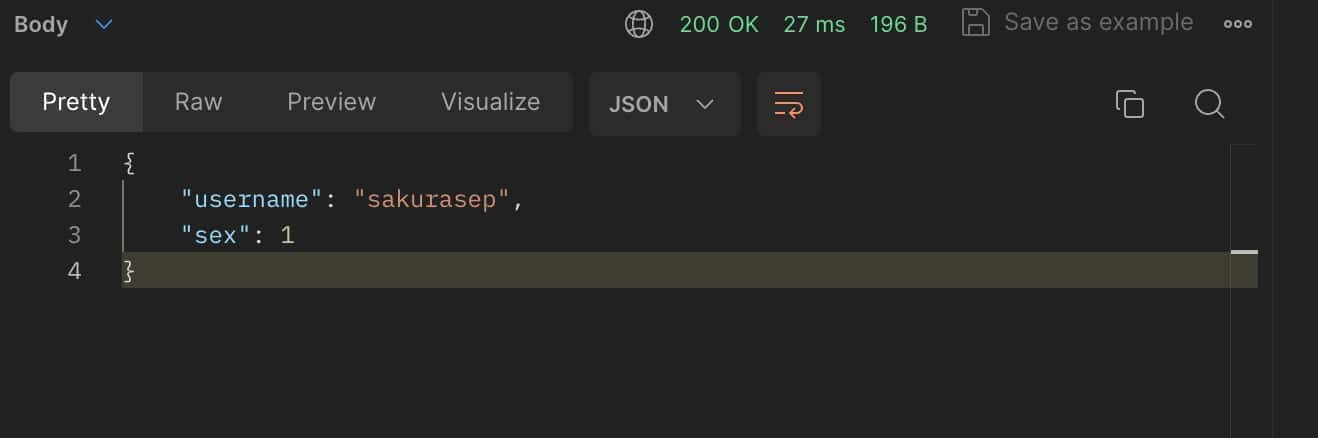 Body 200 OK 27 ms 196 B Save as example
Pretty Raw Preview Visualize JSON
1 {
2 "username": "sakurasep",
3 "sex": 1
4 }